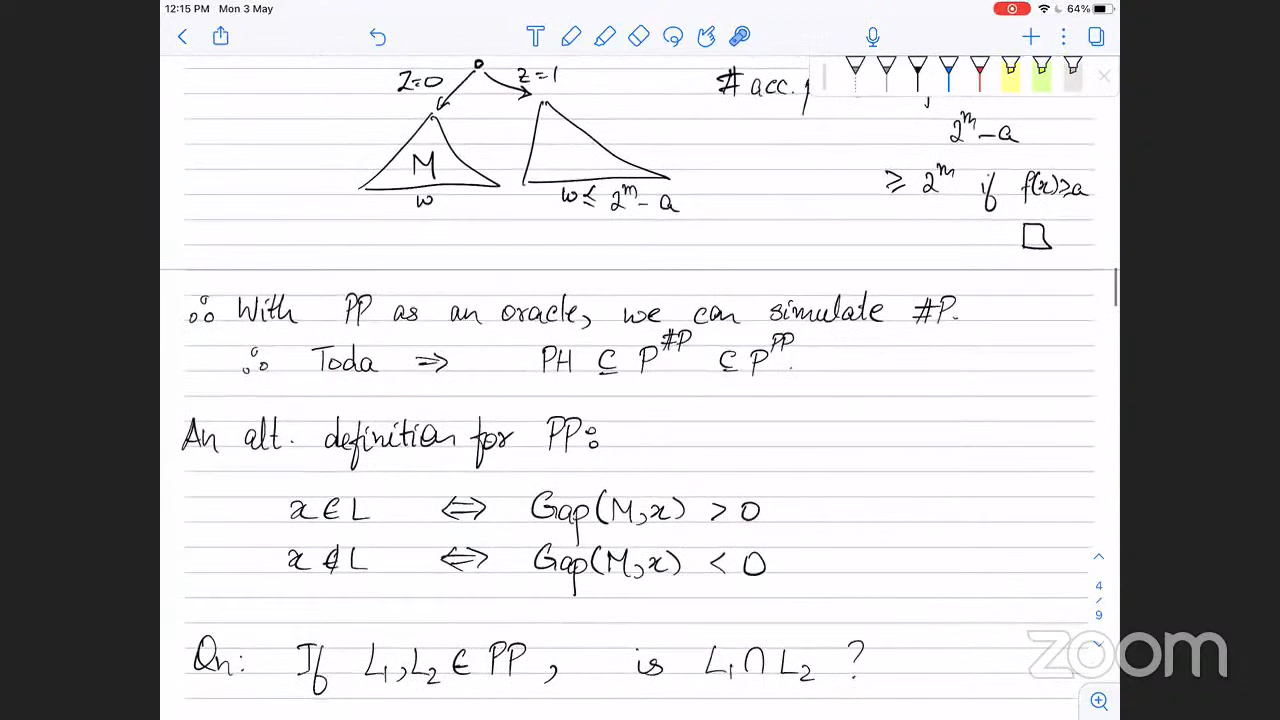 12:15 PM Mon 3 May
64%
Z=0
z=1
# acc. p
2^m - a
M
w
w ≤ 2^m - a
≥ 2^m if f(x) ≥ a
∴ With PP as an oracle, we can simulate #P.
∴ Toda ⇒ PH ⊆ P^#P ⊆ P^PP.
An alt. definition for PP:
x ∈ L ⇔ Gap(M,x) > 0
x ∉ L ⇔ Gap(M,x) < 0
4
/
9
Qn: If L₁, L₂ ∈ PP, is L₁ ∩ L₂ ?
zoom